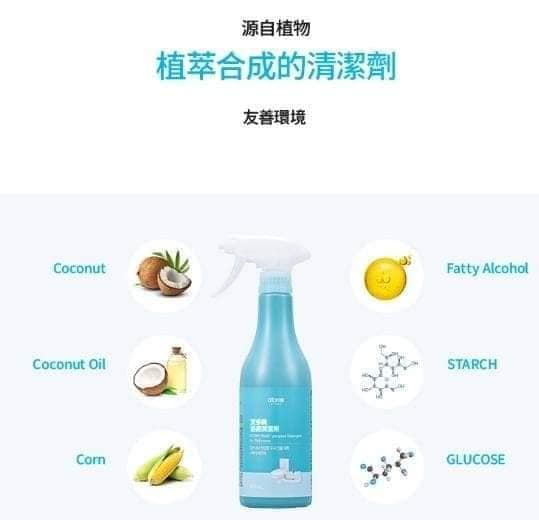 源自植物
植萃合成的清潔劑
友善環境
Coconut
Fatty Alcohol
Coconut Oil
STARCH
atomy
Corn
GLUCOSE